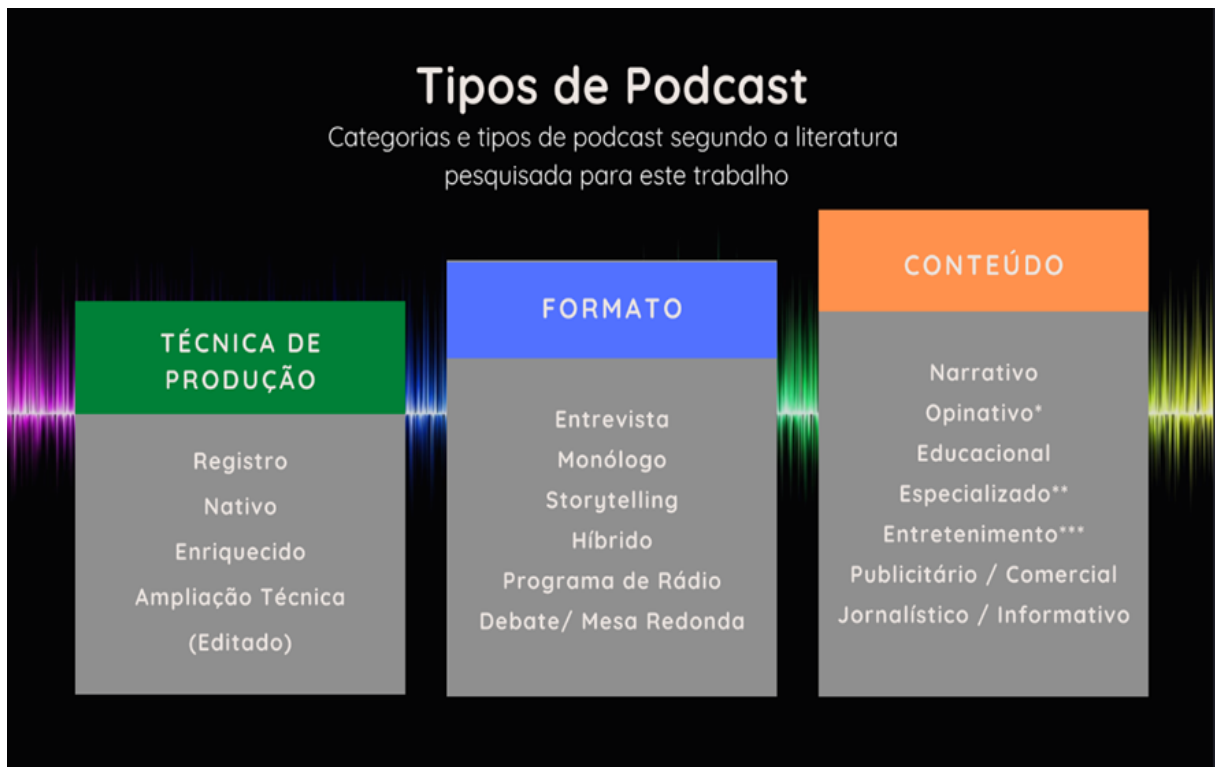 Tipos de Podcast
Categorias e tipos de podcast segundo a literatura
pesquisada para este trabalho
TÉCNICA DE
PRODUÇÃO
Registro
Nativo
Enriquecido
Ampliação Técnica
(Editado)
FORMATO
Entrevista
Monólogo
Storytelling
Híbrido
Programa de Rádio
Debate/ Mesa Redonda
CONTEÚDO
Narrativo
Opinativo*
Educacional
Especializado**
Entretenimento***
Publicitário / Comercial
Jornalístico / Informativo